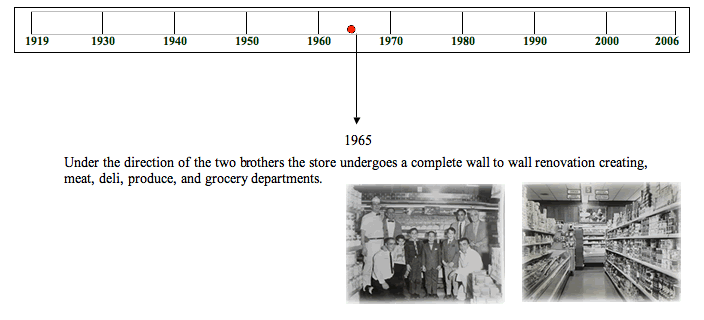 1919 1930 1940 1950 1960 1970 1980 1990 2000 2006
1965
Under the direction of the two brothers the store undergoes a complete wall to wall renovation creating,
meat, deli, produce, and grocery departments.